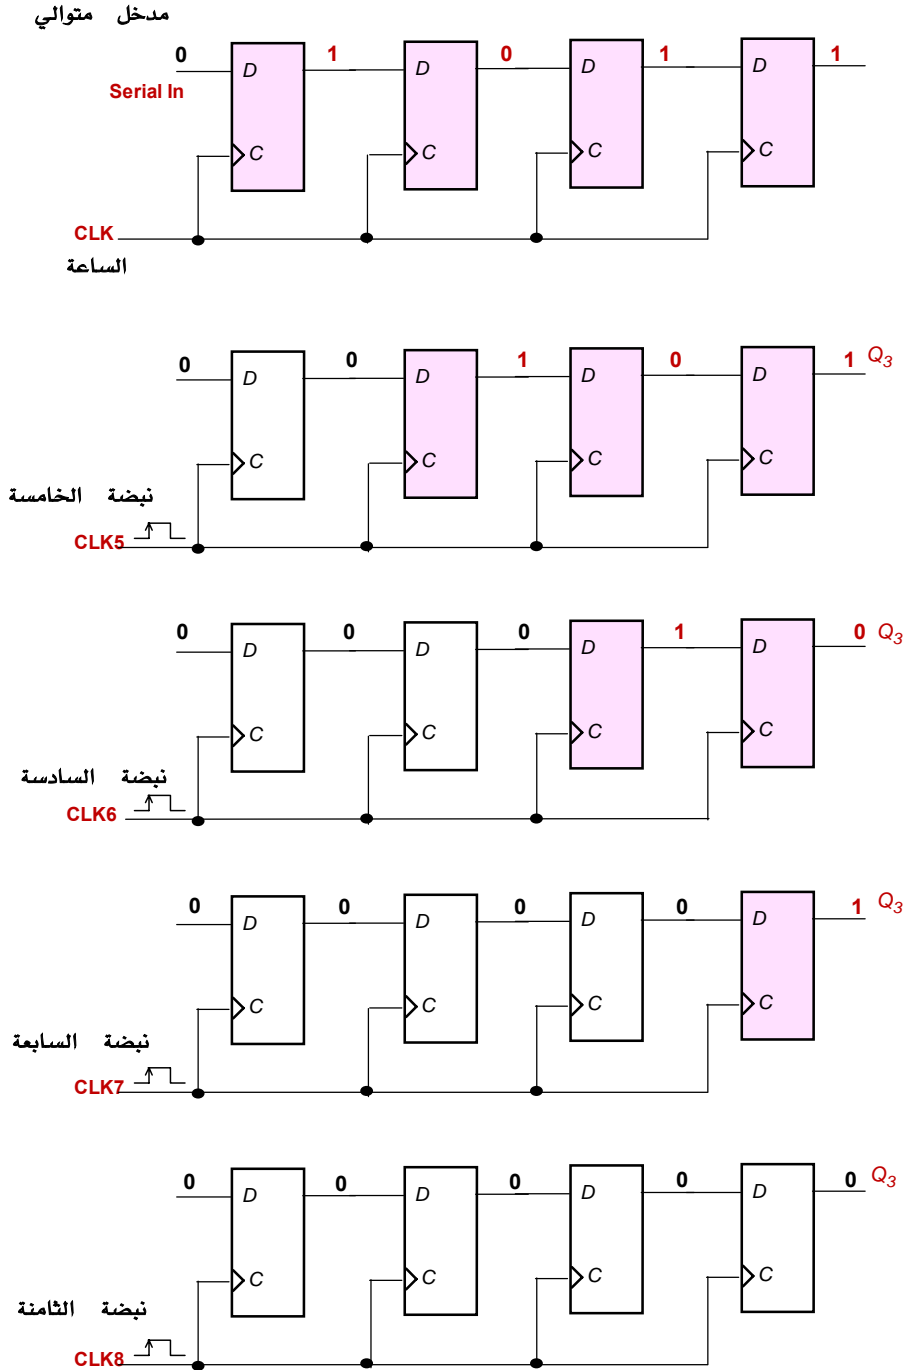 مدخل متوالي
0 1 0 1 1
D D D D
Serial In
C C C C
CLK
الساعة
0 0 1 0 1 Q3
D D D D
C C C C
نبضة الخامسة
CLK5
0 0 0 1 0 Q3
D D D D
C C C C
نبضة السادسة
CLK6
0 0 0 0 1 Q3
D D D D
C C C C
نبضة السابعة
CLK7
0 0 0 0 0 Q3
D D D D
C C C C
نبضة الثامنة
CLK8